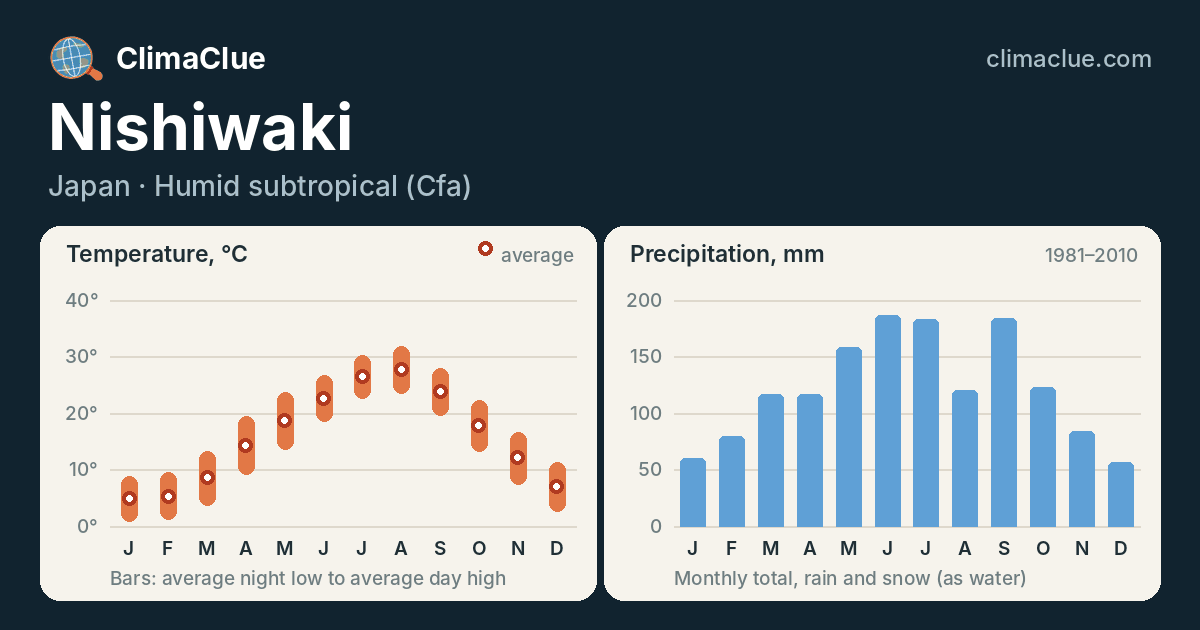 ClimaClue
climaclue.com
Nishiwaki
Japan · Humid subtropical (Cfa)
Temperature, °C
average
40°
30°
20°
10°
0°
J F M A M J J A S O N D
Bars: average night low to average day high
Precipitation, mm
1981–2010
200
150
100
50
0
J F M A M J J A S O N D
Monthly total, rain and snow (as water)